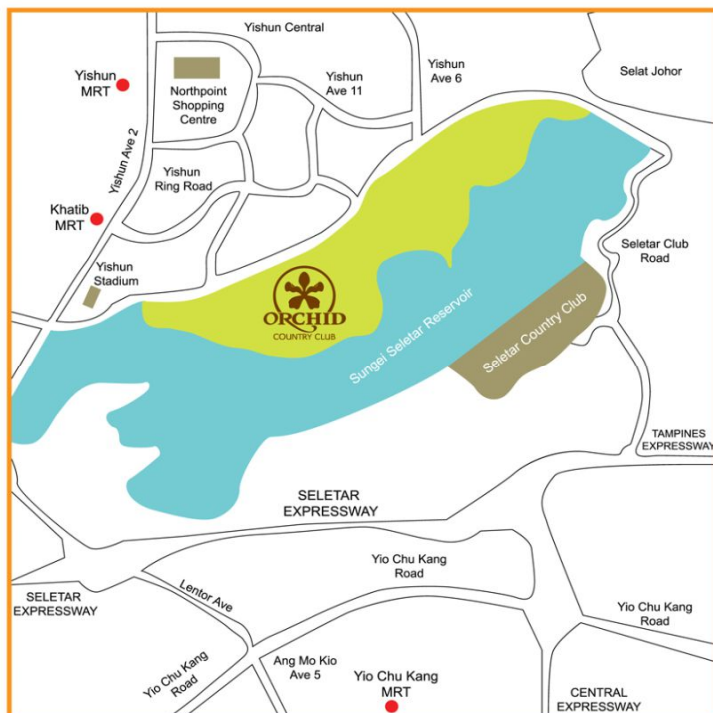 Yishun Central
Yishun
MRT
Northpoint
Shopping
Centre
Yishun
Ave 11
Yishun
Ave 6
Selat Johor
Yishun Ave 2
Yishun
Ring Road
Khatib
MRT
Yishun
Stadium
Seletar Club
Road
ORCHID
COUNTRY CLUB
Sungei Seletar Reservoir
Seletar Country Club
TAMPINES
EXPRESSWAY
SELETAR
EXPRESSWAY
Yio Chu Kang
Road
SELETAR
EXPRESSWAY
Lentor Ave
Yio Chu Kang
Road
Yio Chu Kang
Road
Ang Mo Kio
Ave 5
Yio Chu Kang
MRT
CENTRAL
EXPRESSWAY